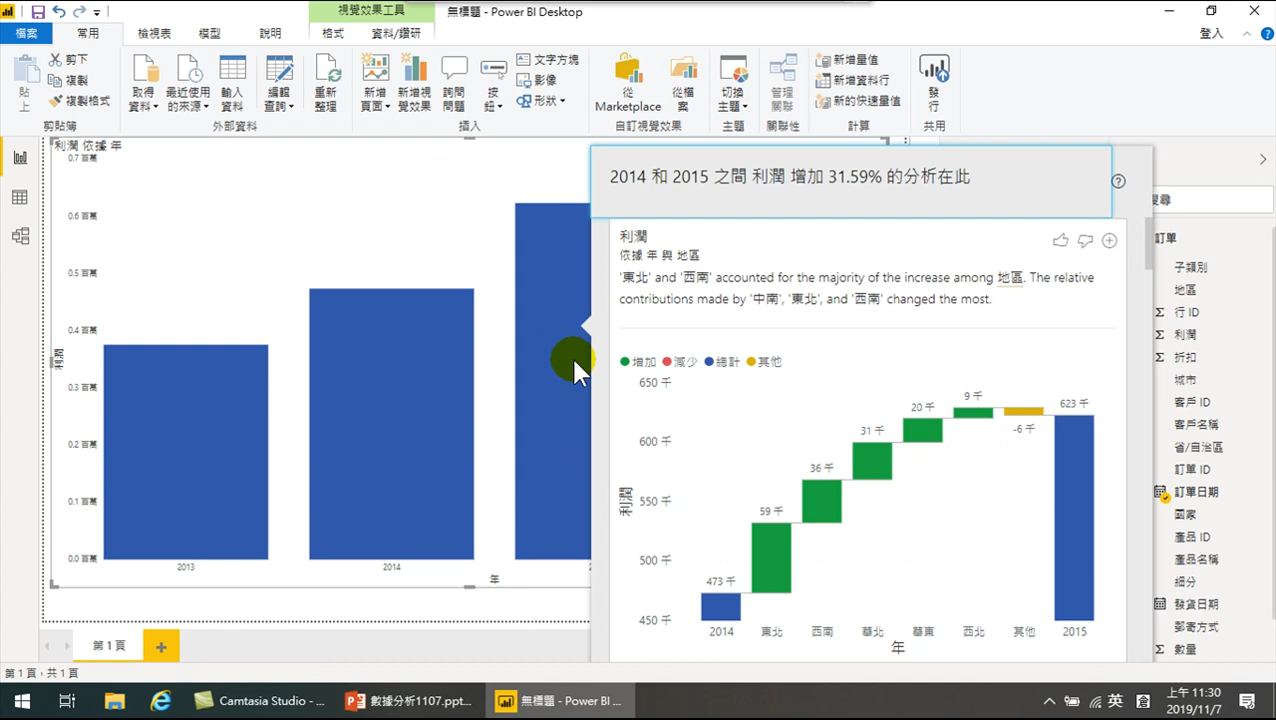 視覺效果工具
無標題 - Power BI Desktop
檔案
常用
檢視表
模型
說明
格式
資料/鑽研
登入
貼上
剪下
複製
複製格式
剪貼簿
取得資料
最近使用的來源
輸入資料
編輯查詢
重新整理
外部資料
新增頁面
新增視覺效果
詢問問題
按鈕
文字方塊
影像
形狀
插入
從 Marketplace
從檔案
自訂視覺效果
切換主題
主題
管理關聯
關聯性
新增量值
新增資料行
新的快速量值
計算
發行
共用
利潤 依據 年
0.7 百萬
0.6 百萬
0.5 百萬
0.4 百萬
0.3 百萬
0.2 百萬
0.1 百萬
0.0 百萬
利潤
2013
2014
年
2014 和 2015 之間 利潤 增加 31.59% 的分析在此
利潤
依據 年 與 地區
'東北' and '西南' accounted for the majority of the increase among 地區. The relative
contributions made by '中南', '東北', and '西南' changed the most.
增加 減少 總計 其他
650 千
600 千
550 千
500 千
450 千
利潤
473 千
59 千
36 千
31 千
20 千
9 千
-6 千
623 千
2014 東北 西南 華北 華東 西北 其他 2015
年
搜尋
訂單
子類別
地區
行 ID
利潤
折扣
城市
客戶 ID
客戶名稱
省/自治區
訂單 ID
訂單日期
國家
產品 ID
產品名稱
細分
發貨日期
郵寄方式
數量
第 1 頁
第 1 頁，共 1 頁
Camtasia Studio - ...
數據分析1107.ppt...
無標題 - Power BI ...
英
上午 11:30
2019/11/7